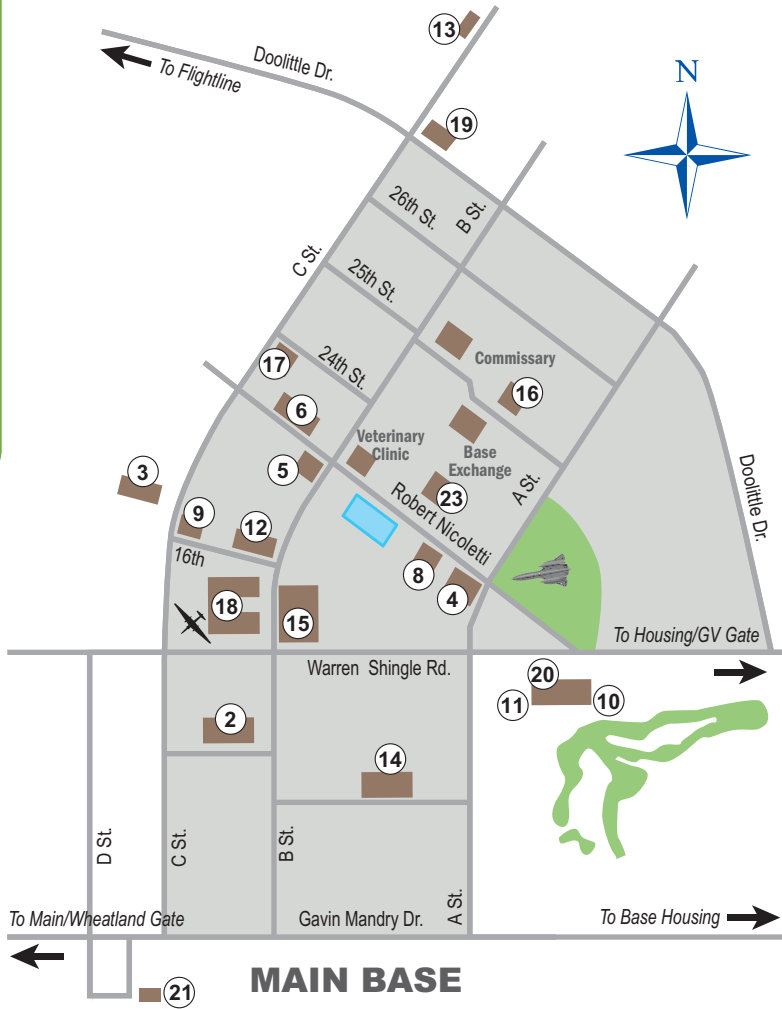 13
Doolittle Dr.
To Flightline
N
19
26th St.
B St.
C St.
25th St.
24th St.
17
Commissary
16
6
Veterinary
Clinic
Base
Exchange
5
3
23
A St.
Robert Nicoletti
Doolittle Dr.
9
12
16th
8
4
18
15
To Housing/GV Gate
Warren Shingle Rd.
20
11
10
2
14
D St.
C St.
B St.
A St.
To Main/Wheatland Gate
Gavin Mandry Dr.
To Base Housing
21
MAIN BASE